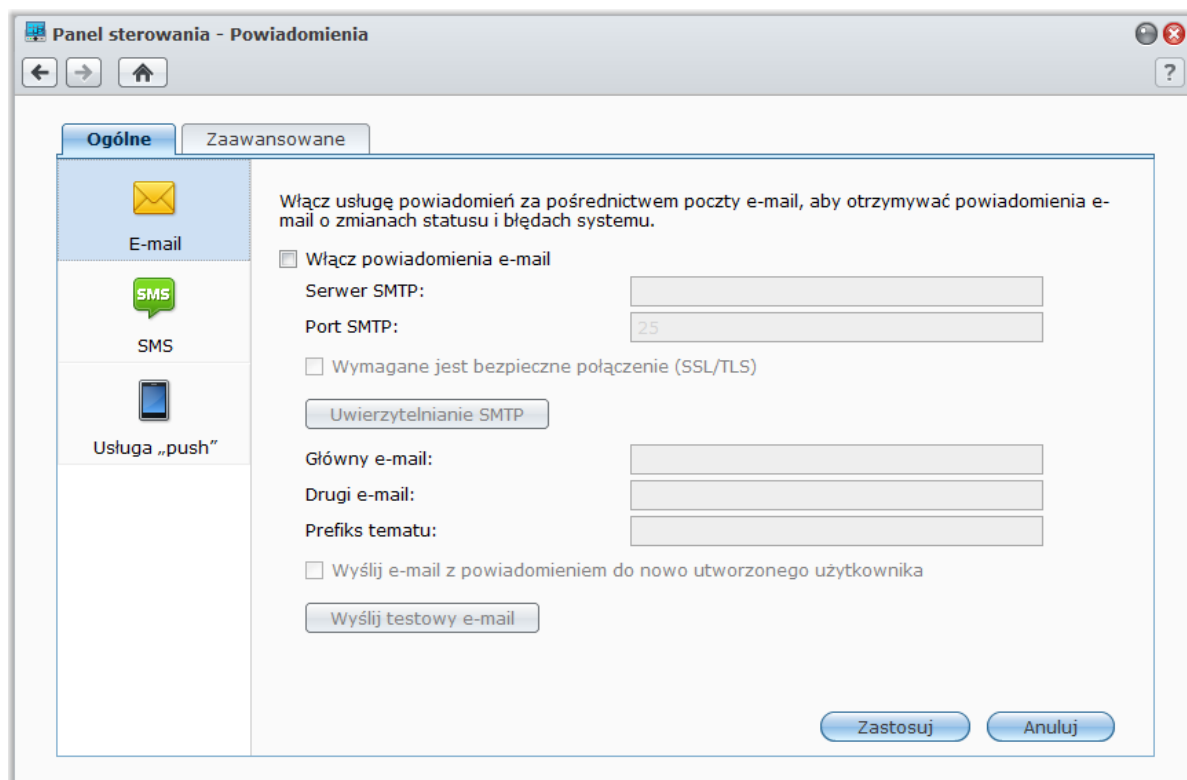 Panel sterowania - Powiadomienia
?
Ogólne
Zaawansowane
E-mail
SMS
SMS
Usługa „push”
Włącz usługę powiadomień za pośrednictwem poczty e-mail, aby otrzymywać powiadomienia e-
mail o zmianach statusu i błędach systemu.
Włącz powiadomienia e-mail
Serwer SMTP:
Port SMTP:
25
Wymagane jest bezpieczne połączenie (SSL/TLS)
Uwierzytelnianie SMTP
Główny e-mail:
Drugi e-mail:
Prefiks tematu:
Wyślij e-mail z powiadomieniem do nowo utworzonego użytkownika
Wyślij testowy e-mail
Zastosuj
Anuluj